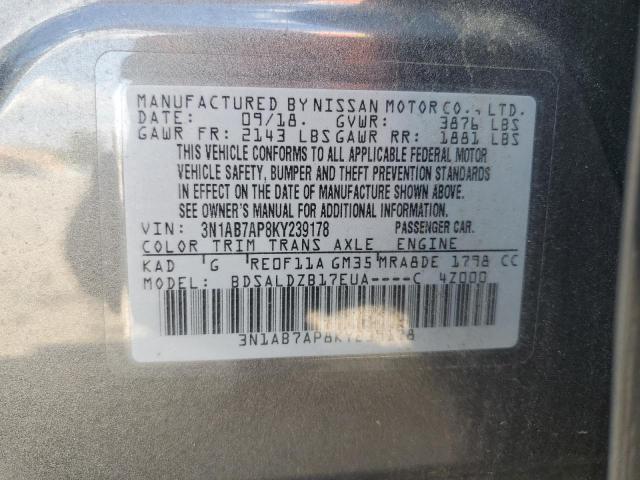 MANUFACTURED BY NISSAN MOTOR CO., LTD.
DATE: 09/18. GVWR: 3876 LBS
GAWR FR: 2143 LBS GAWR RR: 1881 LBS
THIS VEHICLE CONFORMS TO ALL APPLICABLE FEDERAL MOTOR
VEHICLE SAFETY, BUMPER AND THEFT PREVENTION STANDARDS
IN EFFECT ON THE DATE OF MANUFACTURE SHOWN ABOVE.
SEE OWNER'S MANUAL FOR ADDITIONAL INFORMATION.
VIN: 3N1AB7AP8KY239178 PASSENGER CAR.
COLOR TRIM TRANS AXLE ENGINE
KAD G RE0F11A GM35 MRA8DE 1798 CC
MODEL: BDSALDZB17EUA----C 4Z000